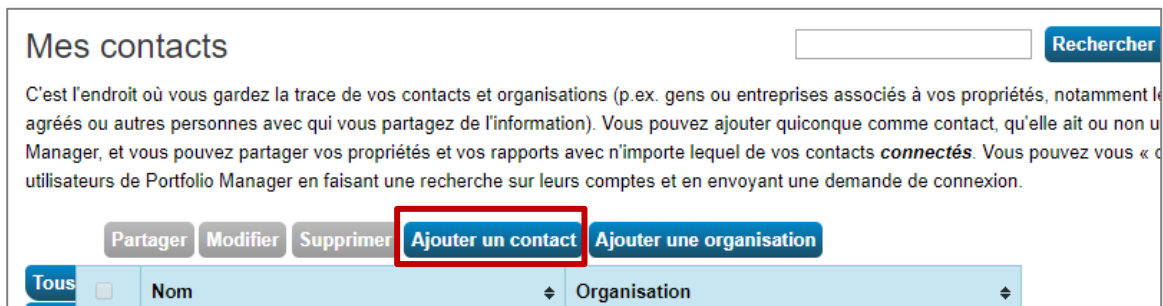 Mes contacts
Rechercher
C'est l'endroit où vous gardez la trace de vos contacts et organisations (p.ex. gens ou entreprises associés à vos propriétés, notamment
agréés ou autres personnes avec qui vous partagez de l'information). Vous pouvez ajouter quiconque comme contact, qu'elle ait ou non
Manager, et vous pouvez partager vos propriétés et vos rapports avec n'importe lequel de vos contacts connectés. Vous pouvez vous «
utilisateurs de Portfolio Manager en faisant une recherche sur leurs comptes et en envoyant une demande de connexion.
Partager Modifier Supprimer Ajouter un contact Ajouter une organisation
Tous Nom Organisation